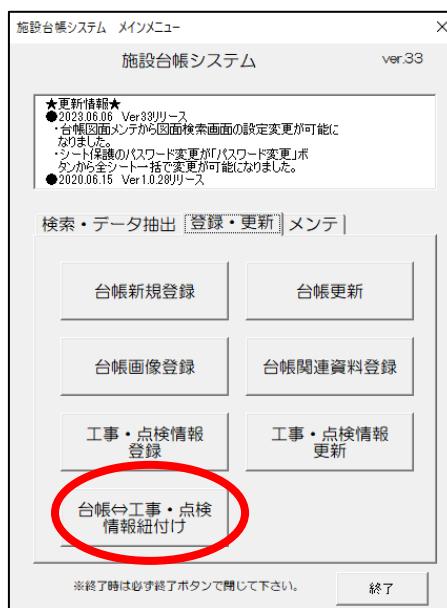 施設台帳システム メインメニュー
施設台帳システム ver.33
★更新情報★
●2023.06.06 Ver33リリース
・台帳図面メンテから図面検索画面の設定変更が可能に
なりました。
・シート保護のパスワード変更が「パスワード変更」ボ
タンから全シート一括で変更が可能になりました。
●2020.06.15 Ver1.0.28リリース
検索・データ抽出 登録・更新 メンテ
台帳新規登録 台帳更新
台帳画像登録 台帳関連資料登録
工事・点検情報
登録
工事・点検情報
更新
台帳⇔工事・点検
情報紐付け
※終了時は必ず終了ボタンで閉じて下さい。 終了